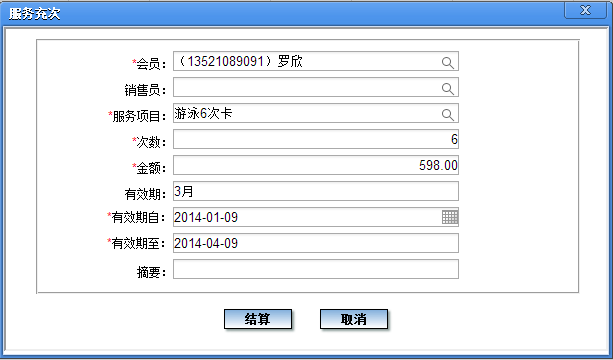 服务充次
*会员：（13521089091）罗欣
销售员：
*服务项目：游泳6次卡
*次数：6
*金额：598.00
有效期：3月
*有效期自：2014-01-09
*有效期至：2014-04-09
摘要：
结算 取消